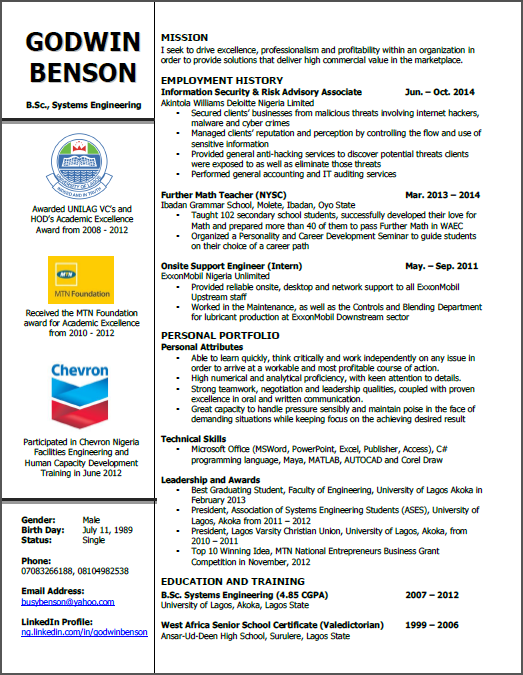 GODWIN
BENSON
B.Sc., Systems Engineering
UNIVERSITY OF LAGOS
IN DEED AND IN TRUTH
Awarded UNILAG VC's and
HOD's Academic Excellence
Award from 2008 - 2012
MTN
MTN Foundation
Received the MTN Foundation
award for Academic Excellence
from 2010 - 2012
Chevron
Participated in Chevron Nigeria
Facilities Engineering and
Human Capacity Development
Training in June 2012
Gender: Male
Birth Day: July 11, 1989
Status: Single
Phone:
07083266188, 08104982538
Email Address:
busybenson@yahoo.com
LinkedIn Profile:
ng.linkedin.com/in/godwinbenson
MISSION
I seek to drive excellence, professionalism and profitability within an organization in
order to provide solutions that deliver high commercial value in the marketplace.
EMPLOYMENT HISTORY
Information Security & Risk Advisory Associate Jun. – Oct. 2014
Akintola Williams Deloitte Nigeria Limited
• Secured clients' businesses from malicious threats involving internet hackers,
malware and cyber crimes
• Managed clients' reputation and perception by controlling the flow and use of
sensitive information
• Provided general anti-hacking services to discover potential threats clients
were exposed to as well as eliminate those threats
• Performed general accounting and IT auditing services
Further Math Teacher (NYSC) Mar. 2013 – 2014
Ibadan Grammar School, Molete, Ibadan, Oyo State
• Taught 102 secondary school students, successfully developed their love for
Math and prepared more than 40 of them to pass Further Math in WAEC
• Organized a Personality and Career Development Seminar to guide students
on their choice of a career path
Onsite Support Engineer (Intern) May. – Sep. 2011
ExxonMobil Nigeria Unlimited
• Provided reliable onsite, desktop and network support to all ExxonMobil
Upstream staff
• Worked in the Maintenance, as well as the Controls and Blending Department
for lubricant production at ExxonMobil Downstream sector
PERSONAL PORTFOLIO
Personal Attributes
• Able to learn quickly, think critically and work independently on any issue in
order to arrive at a workable and most profitable course of action.
• High numerical and analytical proficiency, with keen attention to details.
• Strong teamwork, negotiation and leadership qualities, coupled with proven
excellence in oral and written communication.
• Great capacity to handle pressure sensibly and maintain poise in the face of
demanding situations while keeping focus on the achieving desired result
Technical Skills
• Microsoft Office (MSWord, PowerPoint, Excel, Publisher, Access), C#
programming language, Maya, MATLAB, AUTOCAD and Corel Draw
Leadership and Awards
• Best Graduating Student, Faculty of Engineering, University of Lagos Akoka in
February 2013
• President, Association of Systems Engineering Students (ASES), University of
Lagos, Akoka from 2011 – 2012
• President, Lagos Varsity Christian Union, University of Lagos, Akoka, from
2010 – 2011
• Top 10 Winning Idea, MTN National Entrepreneurs Business Grant
Competition in November, 2012
EDUCATION AND TRAINING
B.Sc. Systems Engineering (4.85 CGPA) 2007 – 2012
University of Lagos, Akoka, Lagos State
West Africa Senior School Certificate (Valedictorian) 1999 – 2006
Ansar-Ud-Deen High School, Surulere, Lagos State